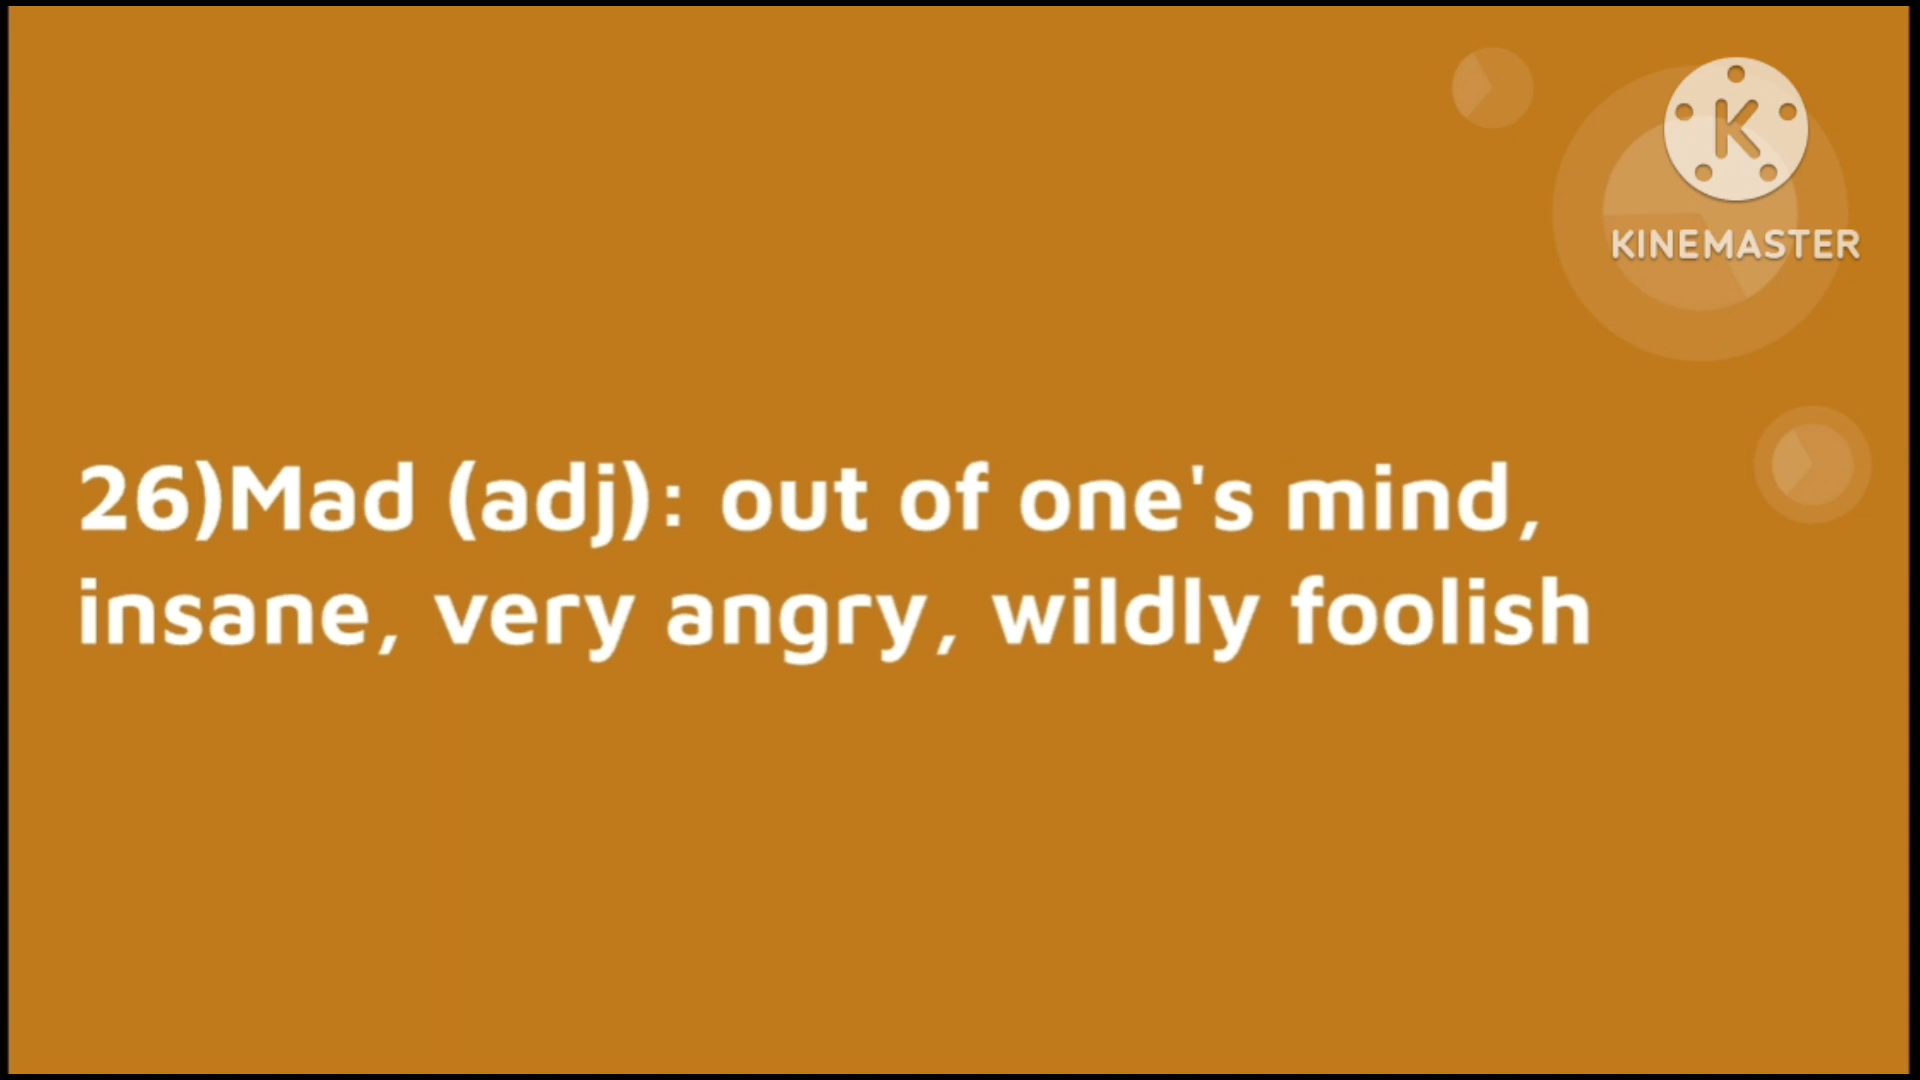 K
KINEMASTER
26)Mad (adj): out of one's mind,
insane, very angry, wildly foolish